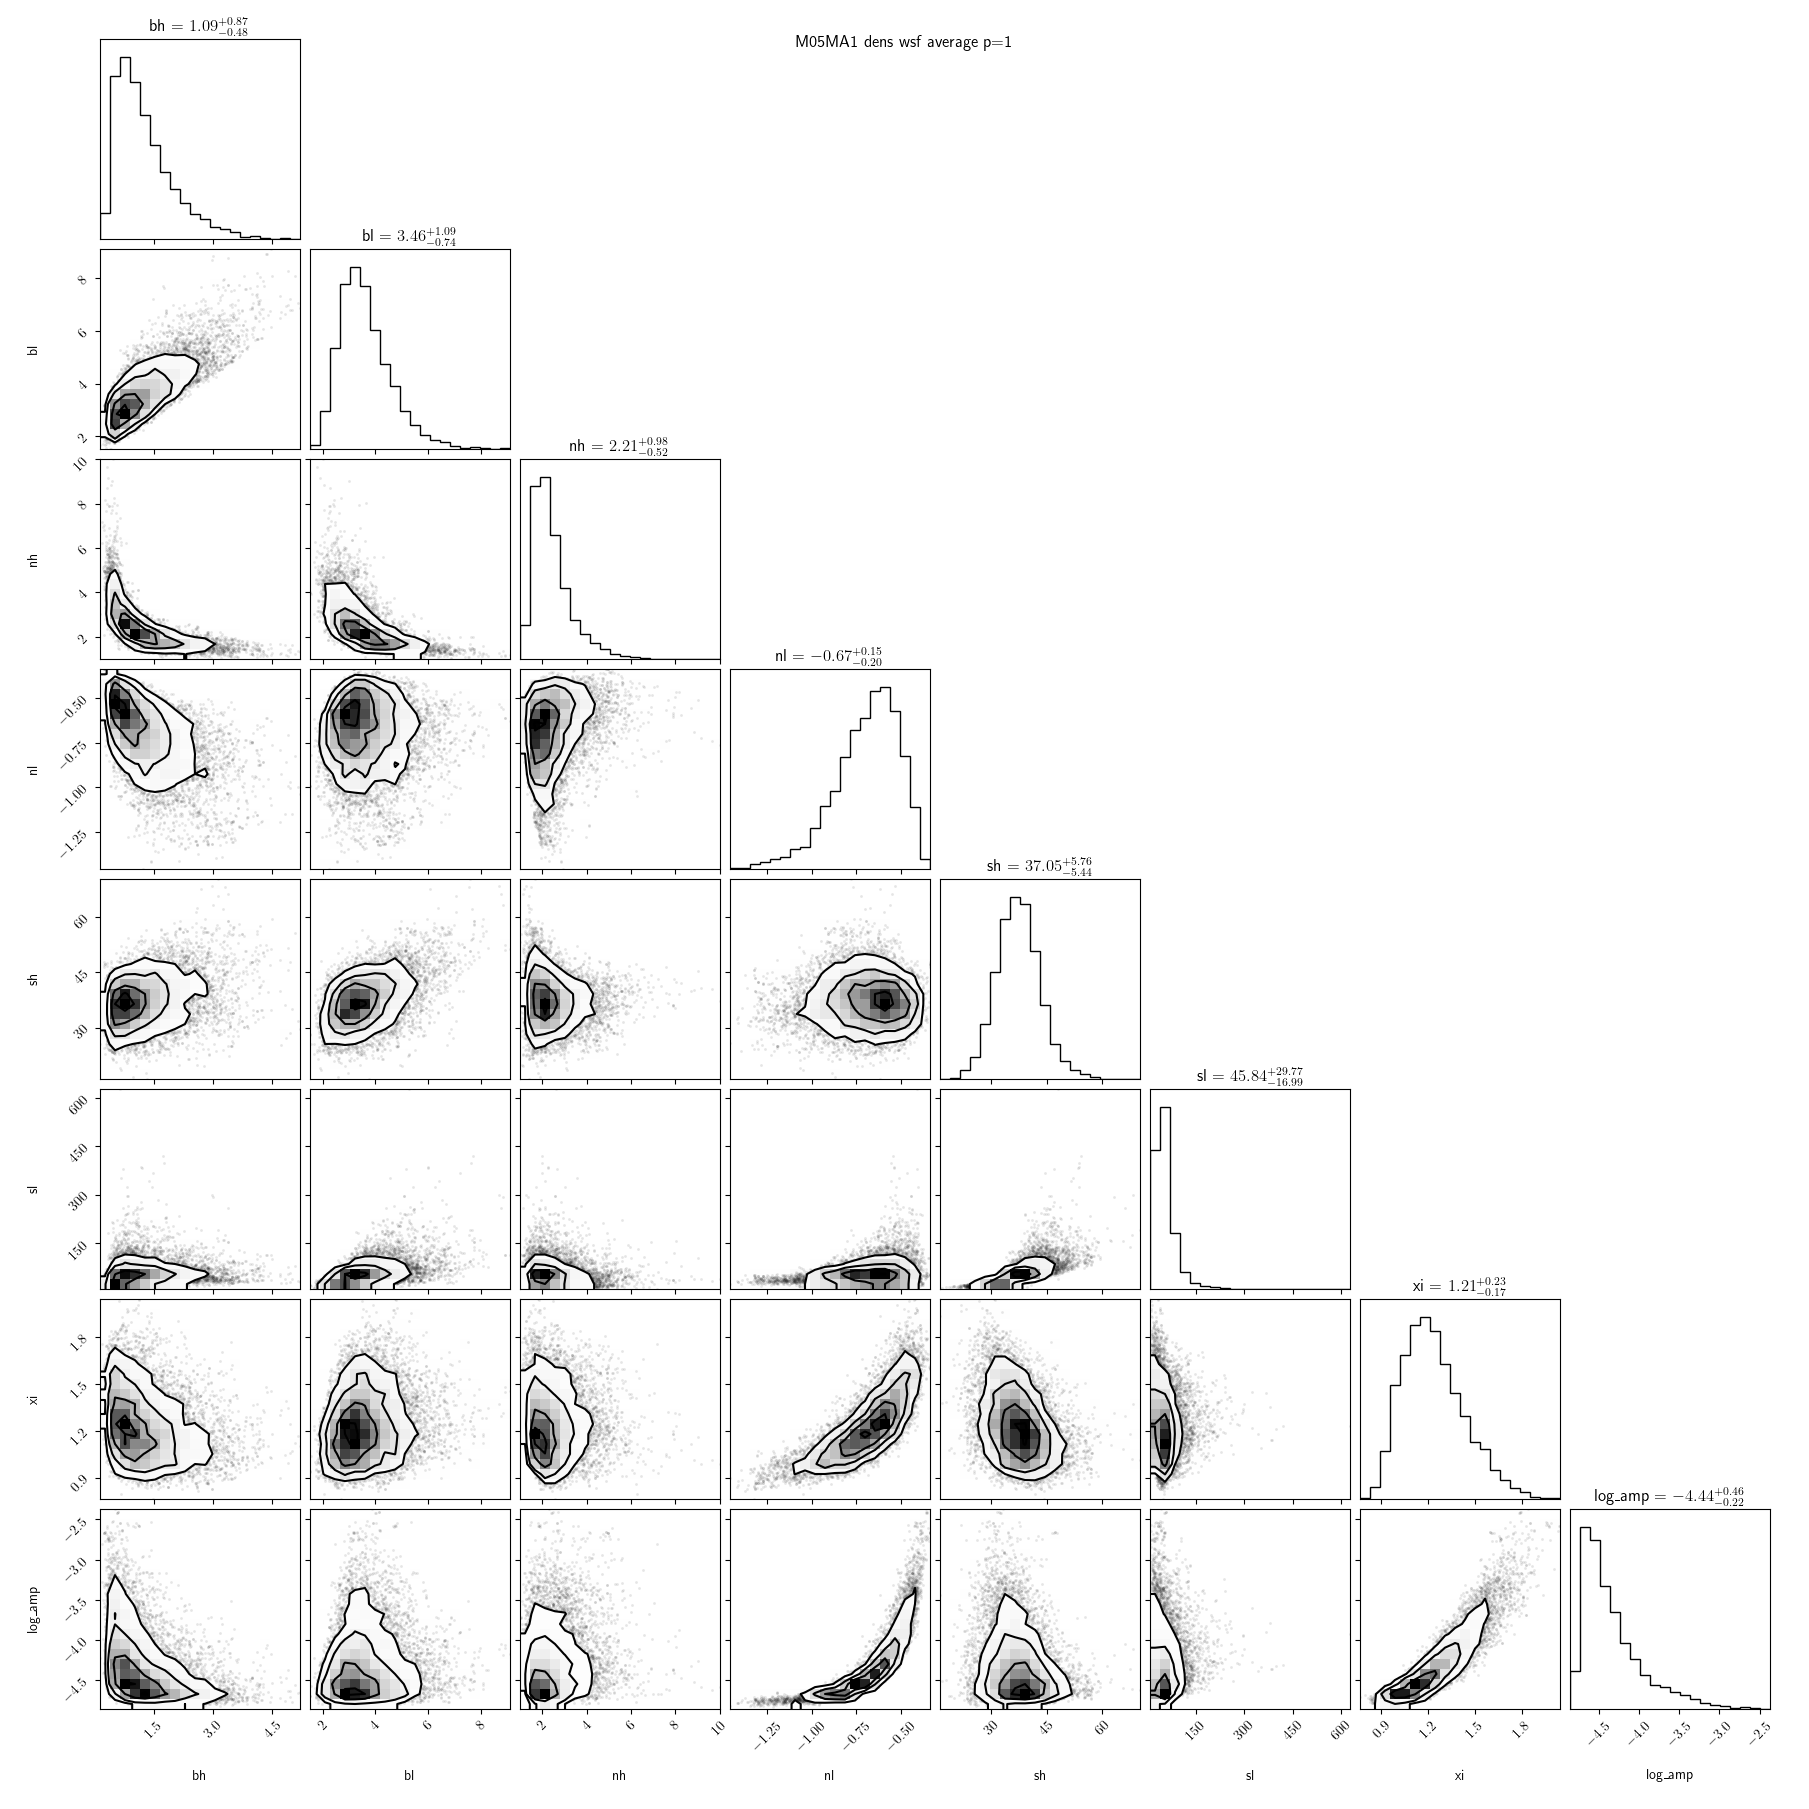 M05MA1 dens wsf average p=1
bh = 1.09+0.87 −0.48
bl = 3.46+1.09 −0.74
8
6
4
2
bl
nh = 2.21+0.98 −0.52
10
8
6
4
2
nh
nl = −0.67+0.15 −0.20
−0.50
−0.75
−1.00
−1.25
nl
sh = 37.05+5.76 −5.44
60
45
30
sh
sl = 45.84+29.77 −16.99
600
450
300
150
sl
xi = 1.21+0.23 −0.17
1.8
1.5
1.2
0.9
xi
log_amp = −4.44+0.46 −0.22
−2.5
−3.0
−3.5
−4.0
−4.5
log_amp
1.5 3.0 4.5 2 4 6 8 2 4 6 8 10 −1.25 −1.00 −0.75 −0.50 30 45 60 150 300 450 600 0.9 1.2 1.5 1.8 −4.5 −4.0 −3.5 −3.0 −2.5
bh bl nh nl sh sl xi log_amp